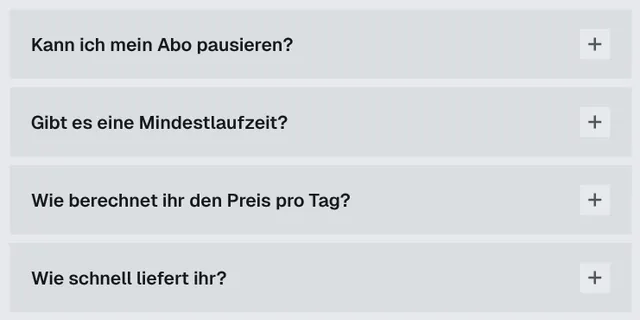 Kann ich mein Abo pausieren?
Gibt es eine Mindestlaufzeit?
Wie berechnet ihr den Preis pro Tag?
Wie schnell liefert ihr?